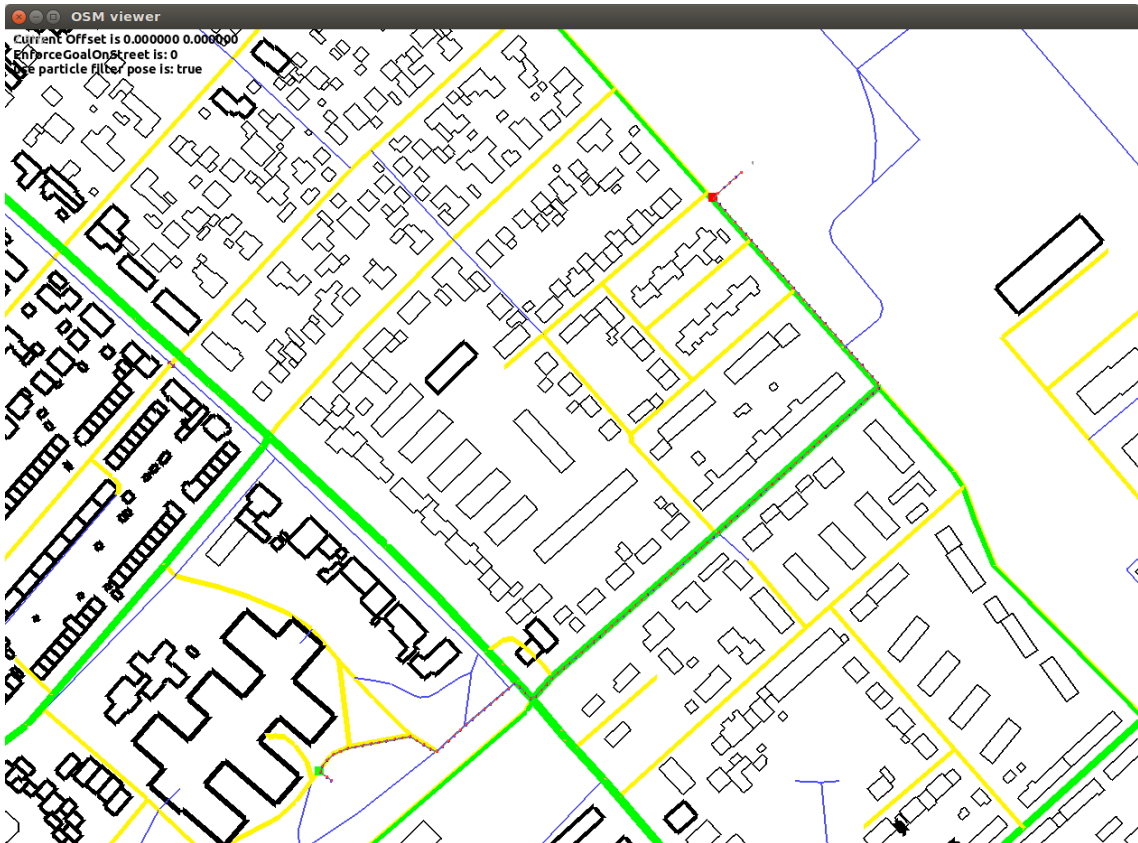 OSM viewer
Current Offset is 0.000000 0.000000
EnforceGoalOnStreet is: 0
Use particle filter pose is: true